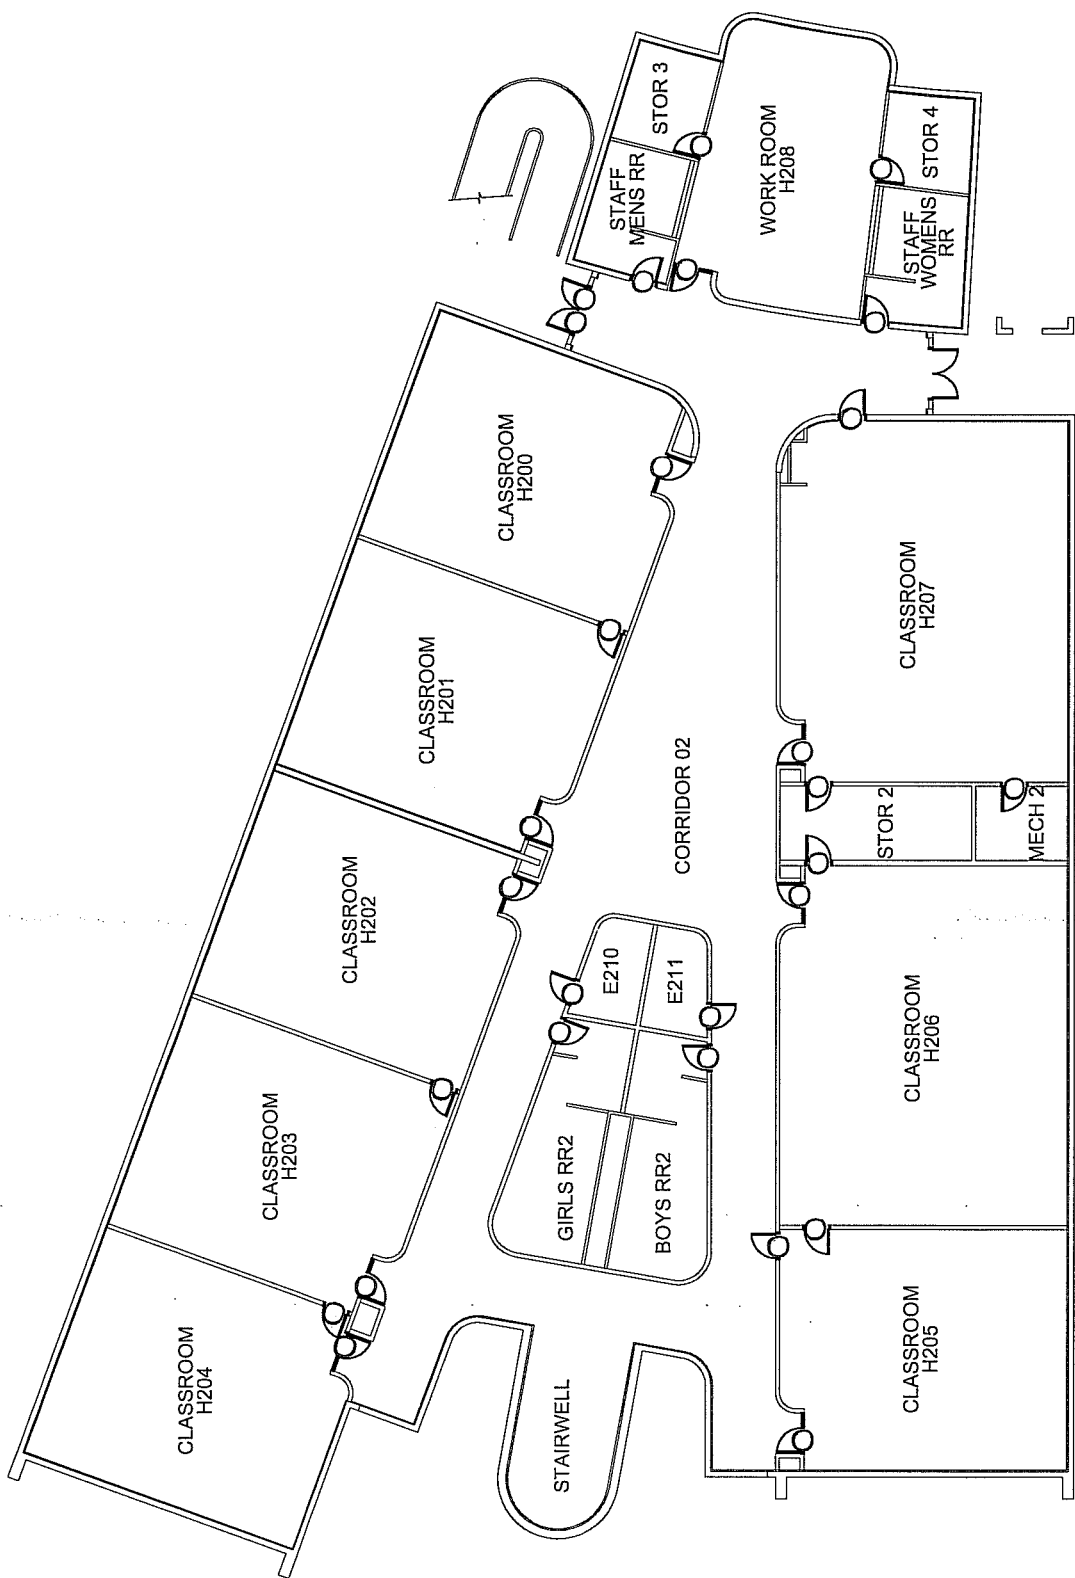 STOR 3
STAFF
MENS RR
WORK ROOM
H208
STOR 4
STAFF
WOMENS
RR
CLASSROOM
H200
CLASSROOM
H201
CLASSROOM
H202
CLASSROOM
H203
CLASSROOM
H204
CORRIDOR 02
E210
E211
GIRLS RR2
BOYS RR2
STAIRWELL
CLASSROOM
H207
STOR 2
MECH 2
CLASSROOM
H206
CLASSROOM
H205